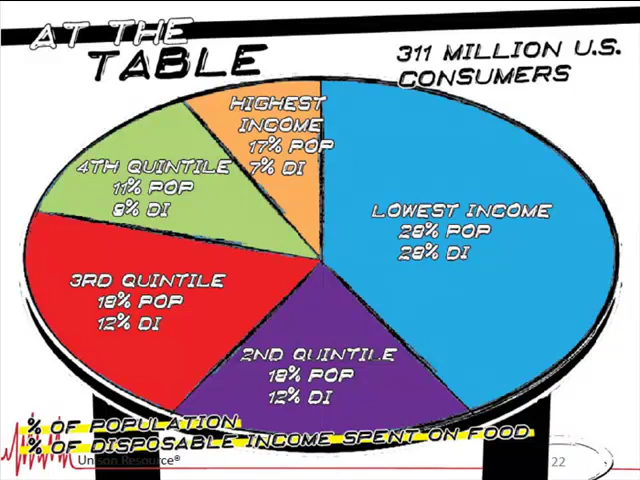 AT THE
TABLE
311 MILLION U.S.
CONSUMERS
HIGHEST
INCOME
17% POP
7% DI
4TH QUINTILE
11% POP
9% DI
LOWEST INCOME
28% POP
28% DI
3RD QUINTILE
18% POP
12% DI
2ND QUINTILE
18% POP
12% DI
% OF POPULATION
% OF DISPOSABLE INCOME SPENT ON FOOD
Unison Resource®
22